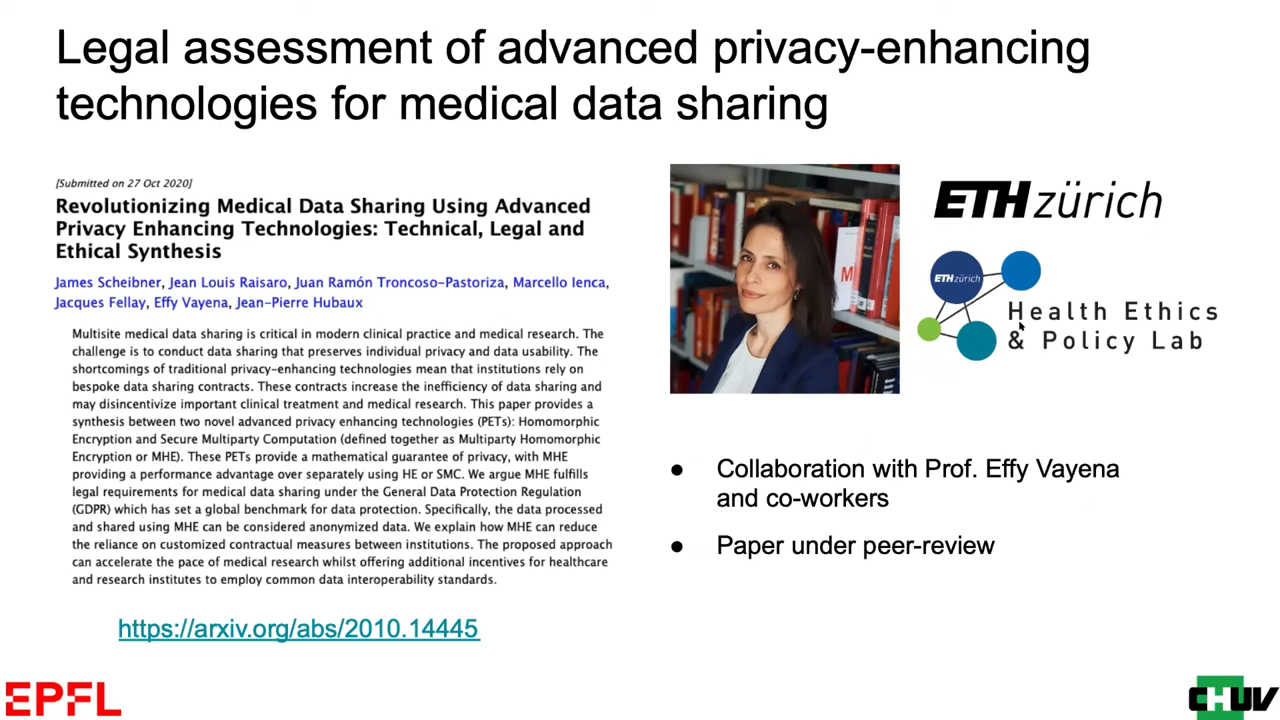 Legal assessment of advanced privacy-enhancing
technologies for medical data sharing
[Submitted on 27 Oct 2020]
Revolutionizing Medical Data Sharing Using Advanced
Privacy Enhancing Technologies: Technical, Legal and
Ethical Synthesis
James Scheibner, Jean Louis Raisaro, Juan Ramón Troncoso-Pastoriza, Marcello Ienca,
Jacques Fellay, Effy Vayena, Jean-Pierre Hubaux
Multisite medical data sharing is critical in modern clinical practice and medical research. The
challenge is to conduct data sharing that preserves individual privacy and data usability. The
shortcomings of traditional privacy-enhancing technologies mean that institutions rely on
bespoke data sharing contracts. These contracts increase the inefficiency of data sharing and
may disincentivize important clinical treatment and medical research. This paper provides a
synthesis between two novel advanced privacy enhancing technologies (PETs): Homomorphic
Encryption and Secure Multiparty Computation (defined together as Multiparty Homomorphic
Encryption or MHE). These PETs provide a mathematical guarantee of privacy, with MHE
providing a performance advantage over separately using HE or SMC. We argue MHE fulfills
legal requirements for medical data sharing under the General Data Protection Regulation
(GDPR) which has set a global benchmark for data protection. Specifically, the data processed
and shared using MHE can be considered anonymized data. We explain how MHE can reduce
the reliance on customized contractual measures between institutions. The proposed approach
can accelerate the pace of medical research whilst offering additional incentives for healthcare
and research institutes to employ common data interoperability standards.
https://arxiv.org/abs/2010.14445
M
ETH zürich
ETH zürich
Health Ethics
& Policy Lab
● Collaboration with Prof. Effy Vayena
and co-workers
● Paper under peer-review
EPFL
CHUV